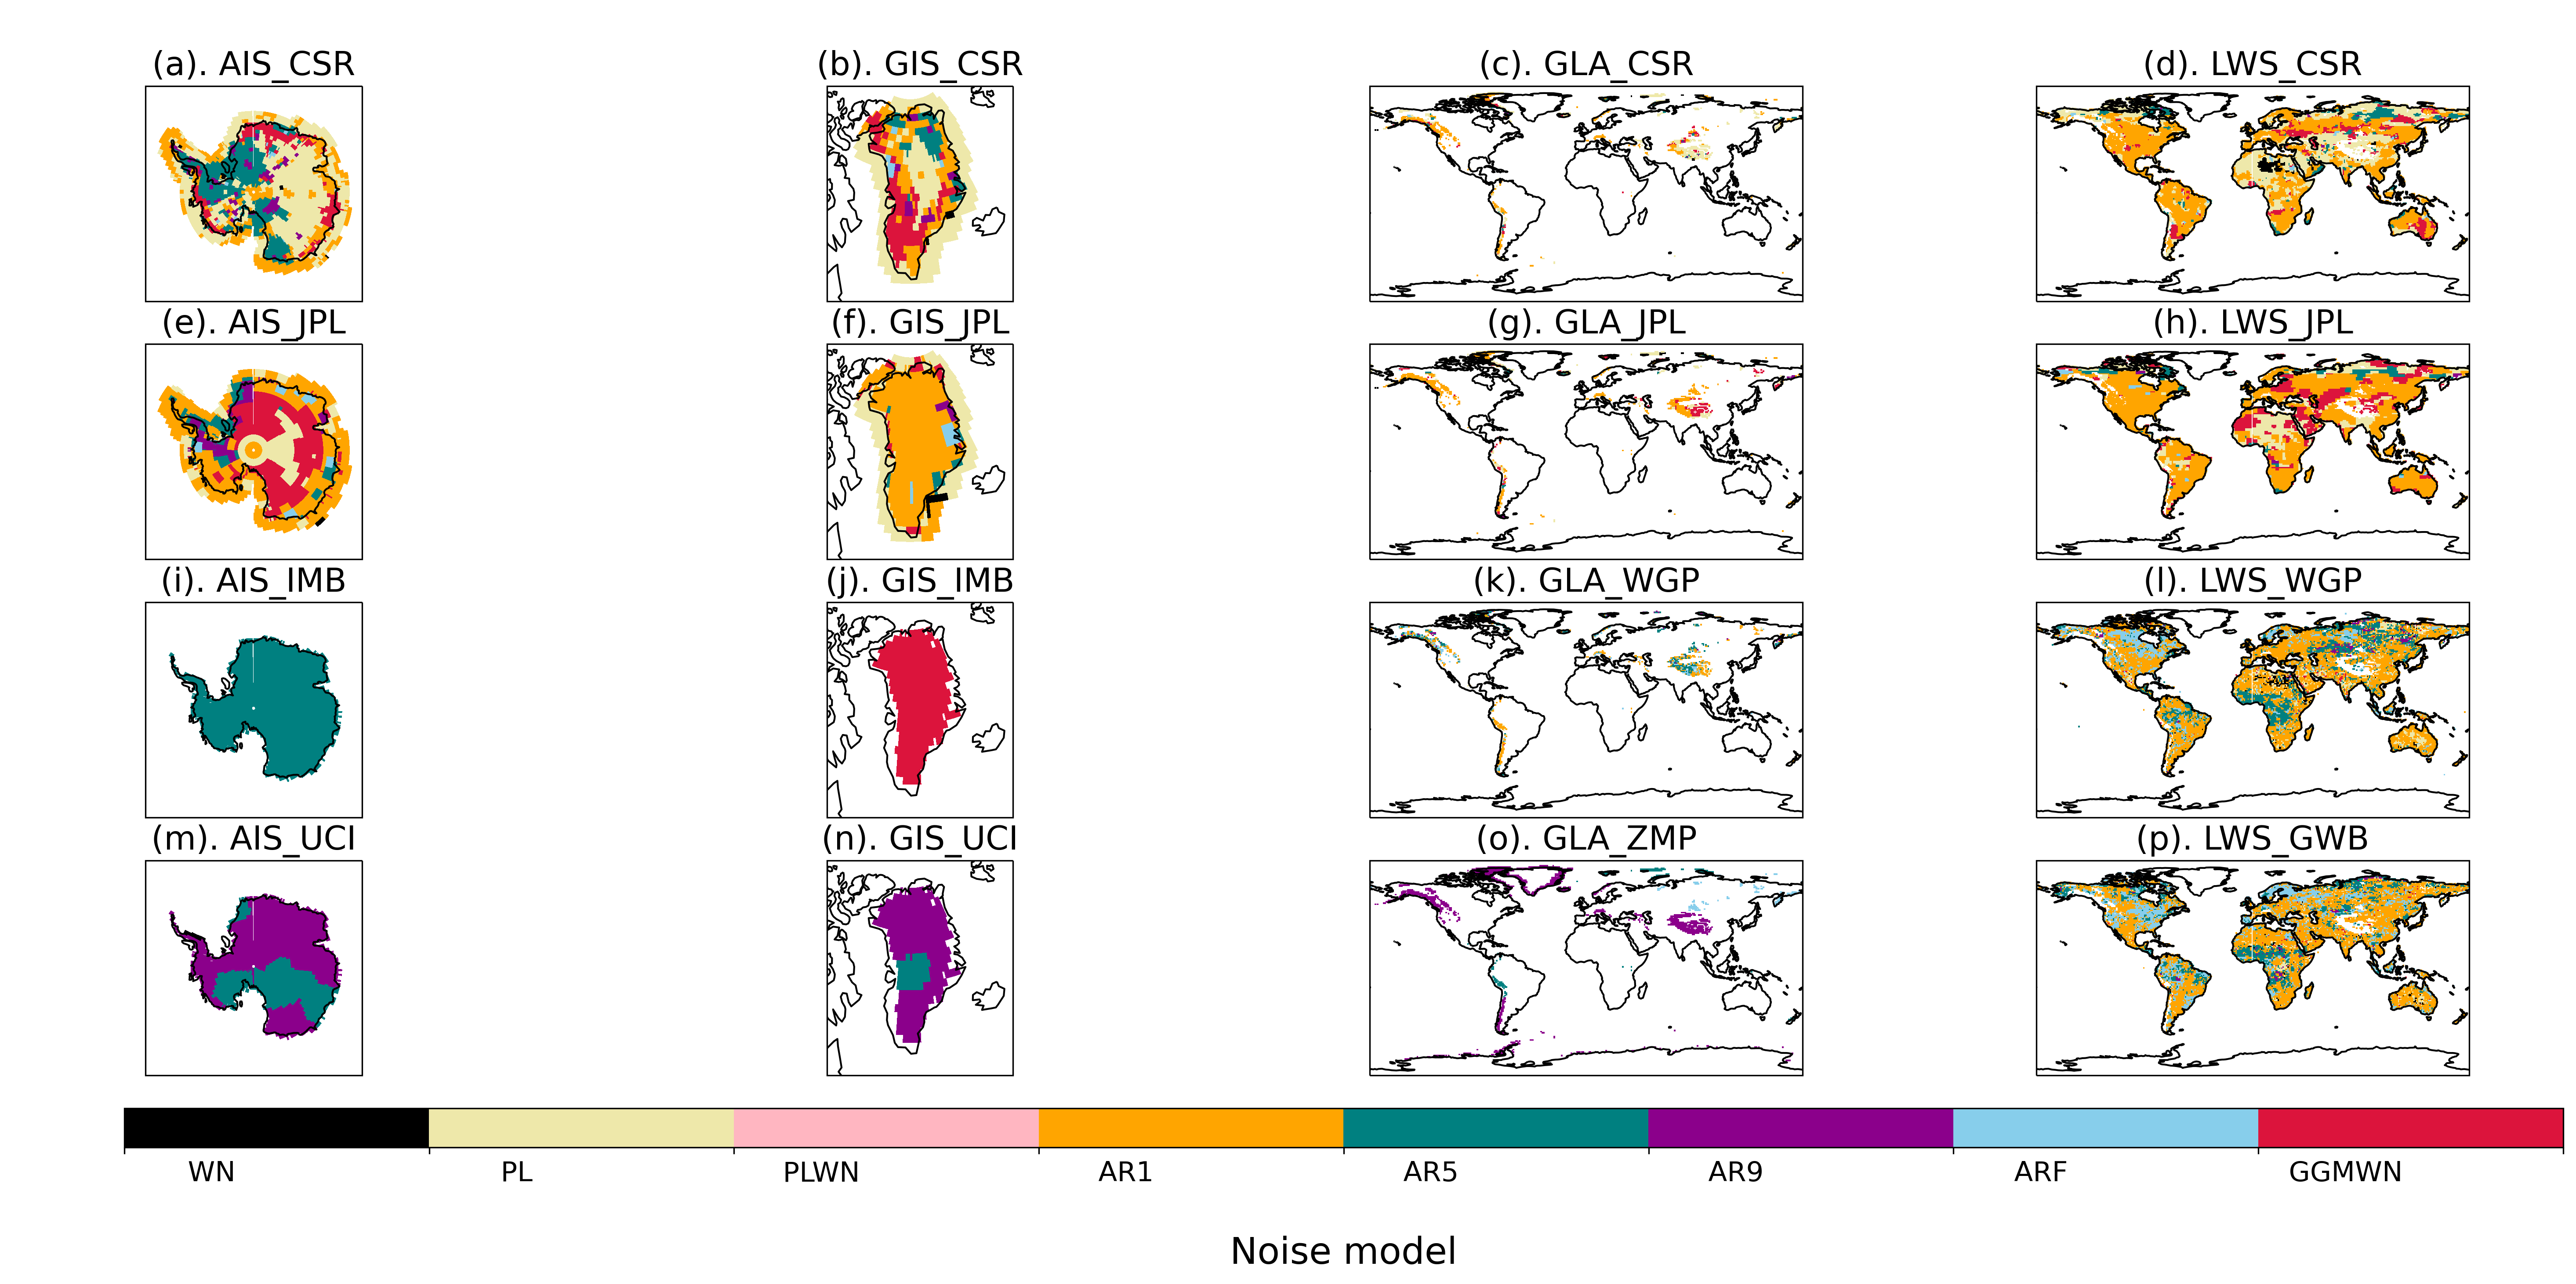 (a). AIS_CSR
(b). GIS_CSR
(c). GLA_CSR
(d). LWS_CSR
(e). AIS_JPL
(f). GIS_JPL
(g). GLA_JPL
(h). LWS_JPL
(i). AIS_IMB
(j). GIS_IMB
(k). GLA_WGP
(l). LWS_WGP
(m). AIS_UCI
(n). GIS_UCI
(o). GLA_ZMP
(p). LWS_GWB
WN
PL
PLWN
AR1
AR5
AR9
ARF
GGMWN
Noise model